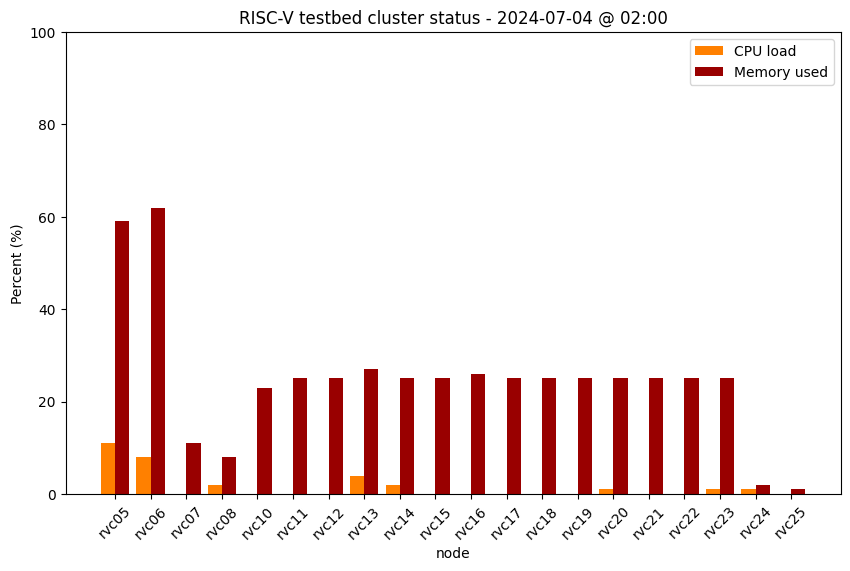 RISC-V testbed cluster status - 2024-07-04 @ 02:00
CPU load
Memory used
Percent (%)
100
80
60
40
20
0
rvc05
rvc06
rvc07
rvc08
rvc10
rvc11
rvc12
rvc13
rvc14
rvc15
rvc16
rvc17
rvc18
rvc19
rvc20
rvc21
rvc22
rvc23
rvc24
rvc25
node